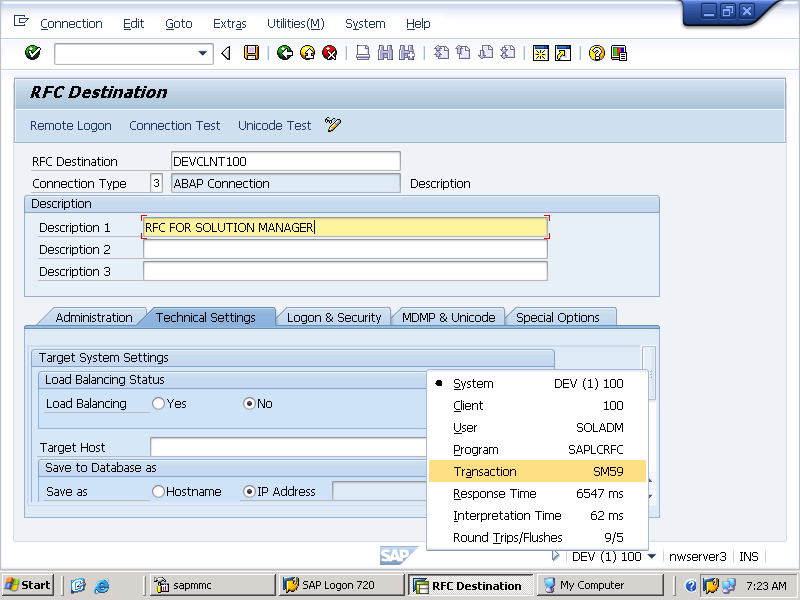 Connection Edit Goto Extras Utilities(M) System Help
RFC Destination
Remote Logon Connection Test Unicode Test
RFC Destination DEVCLNT100
Connection Type 3 ABAP Connection Description
Description
Description 1 RFC FOR SOLUTION MANAGER
Description 2
Description 3
Administration Technical Settings Logon & Security MDMP & Unicode Special Options
Target System Settings
Load Balancing Status
Load Balancing Yes No
Target Host
Save to Database as
Save as Hostname IP Address
System DEV (1) 100
Client 100
User SOLADM
Program SAPLCRFC
Transaction SM59
Response Time 6547 ms
Interpretation Time 62 ms
Round Trips/Flushes 9/5
SAP DEV (1) 100 nwserver3 INS
Start sapmmc SAP Logon 720 RFC Destination My Computer 7:23 AM